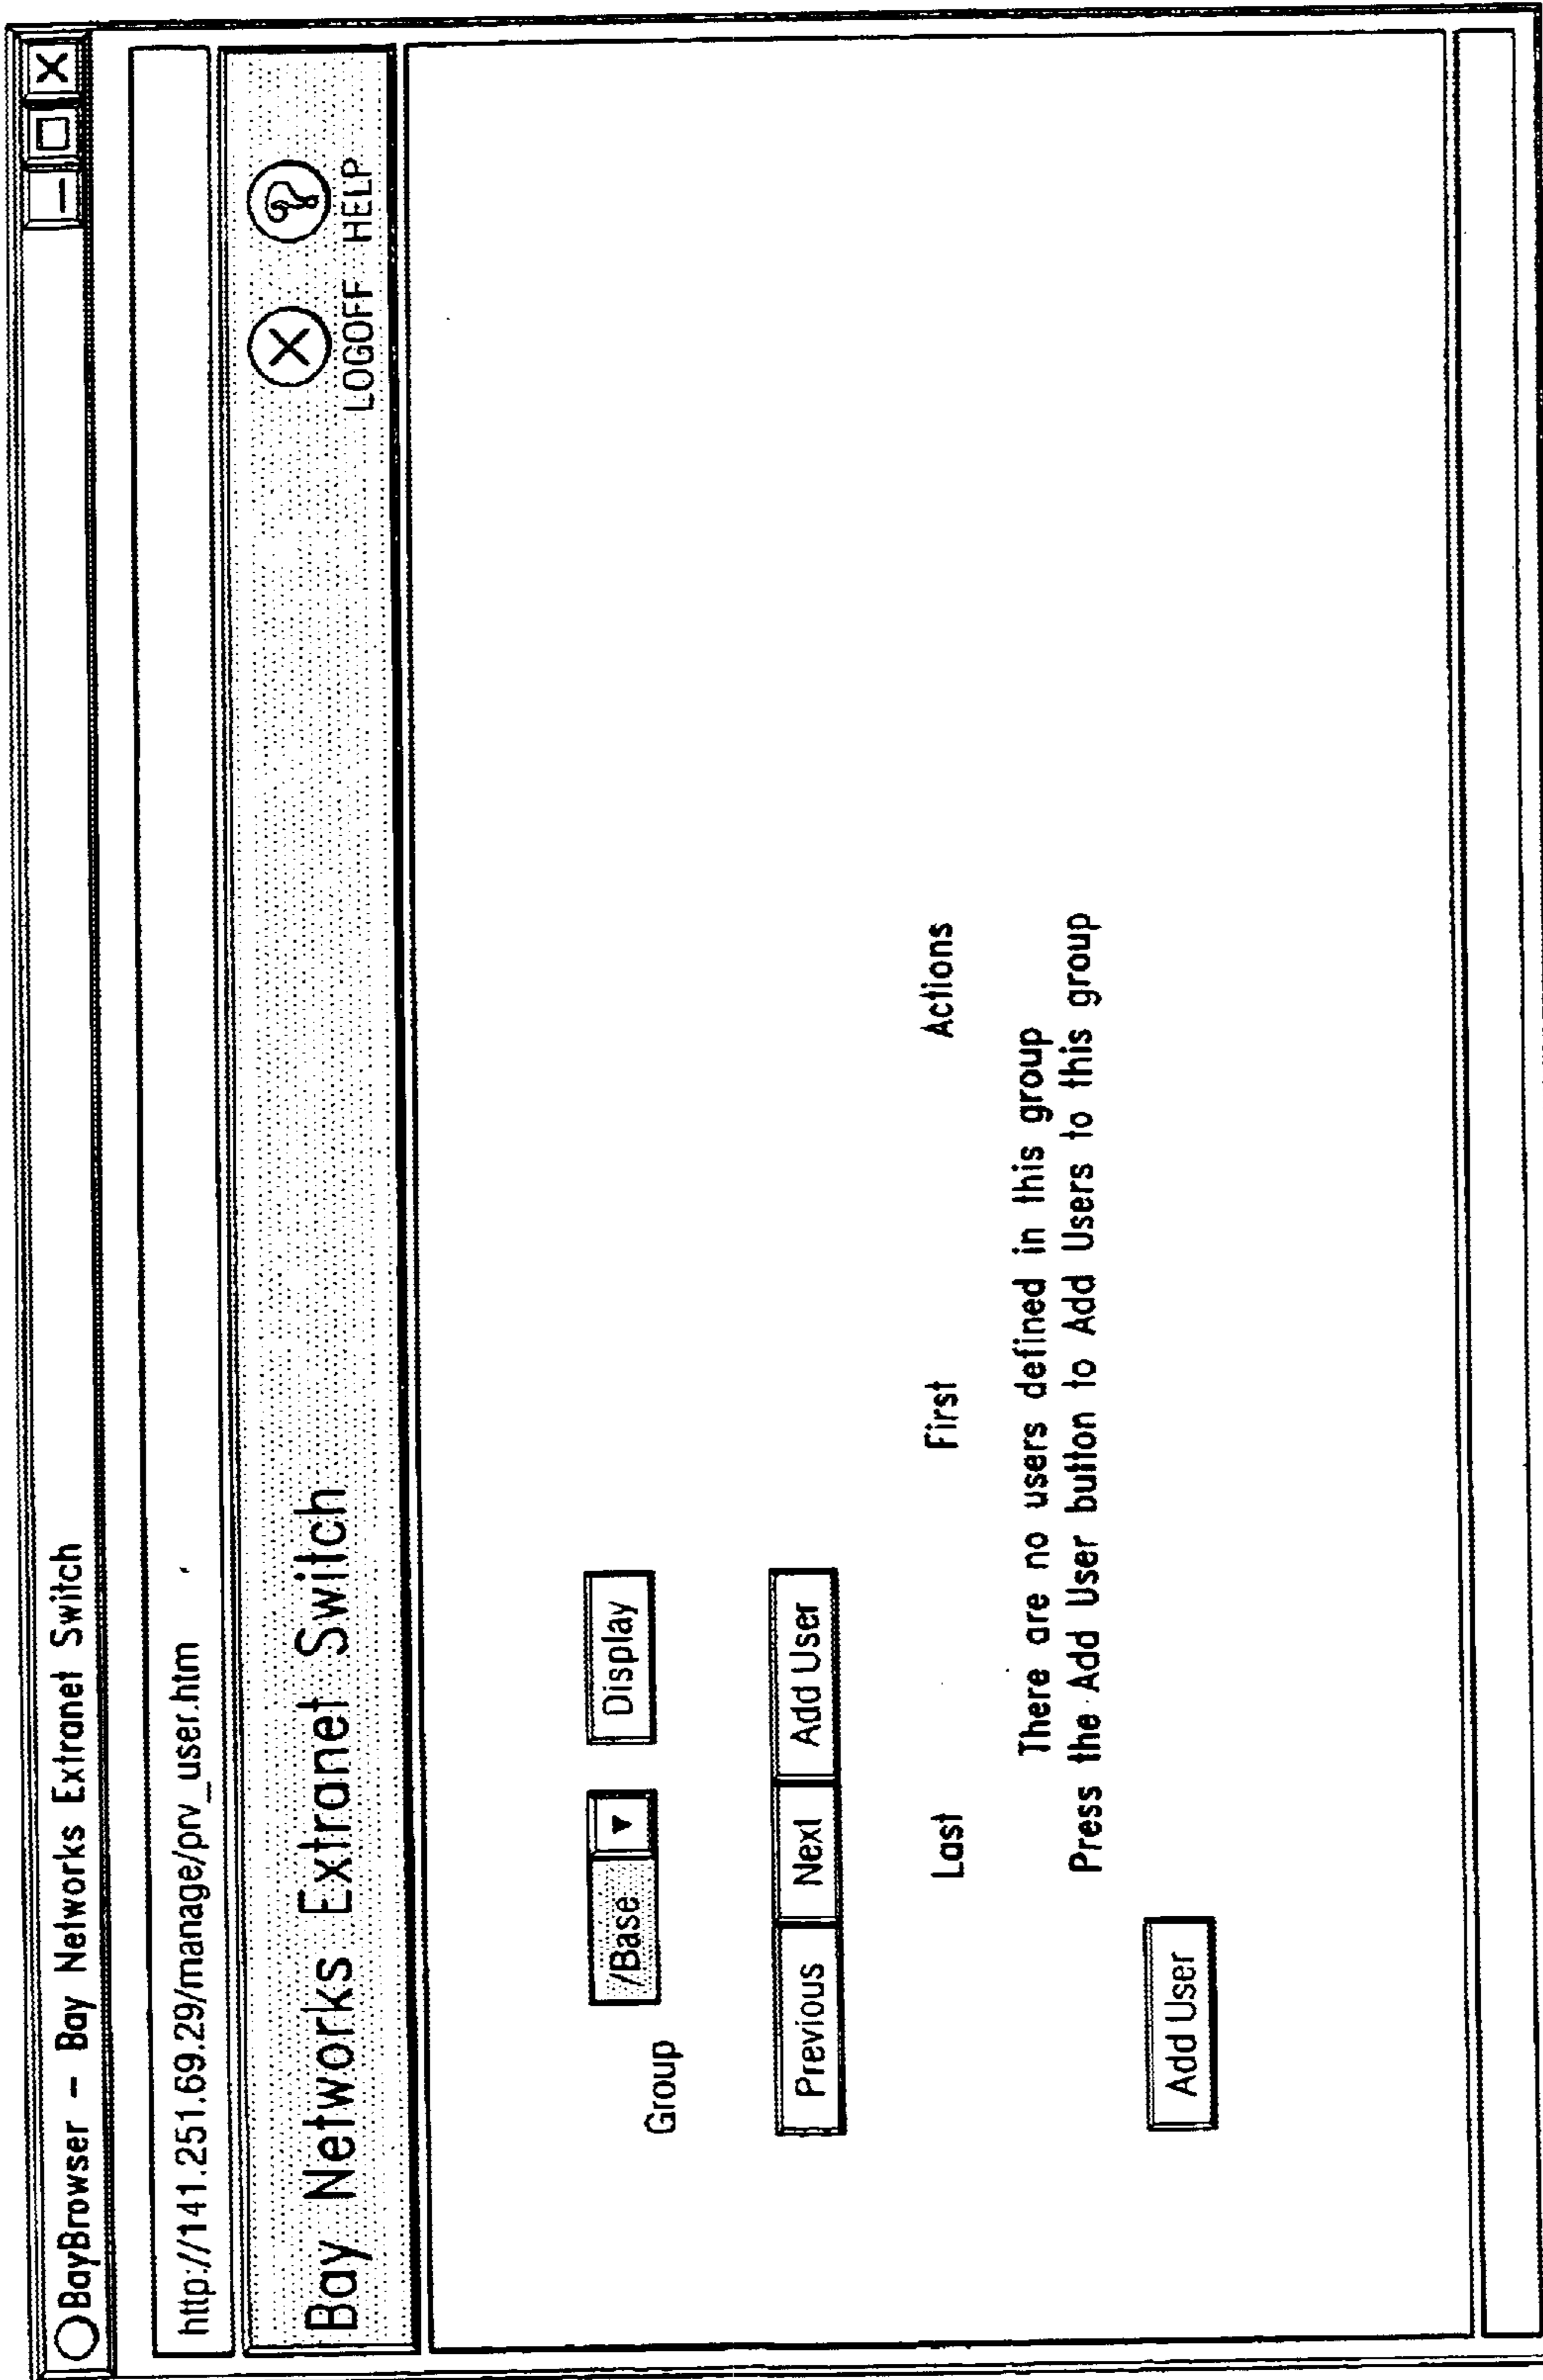 BayBrowser - Bay Networks Extranet Switch
http://141.251.69.29/manage/prv_user.htm
Bay Networks Extranet Switch
LOGOFF HELP
Group /Base Display
Previous Next Add User
Last First Actions
There are no users defined in this group
Press the Add User button to Add Users to this group
Add User